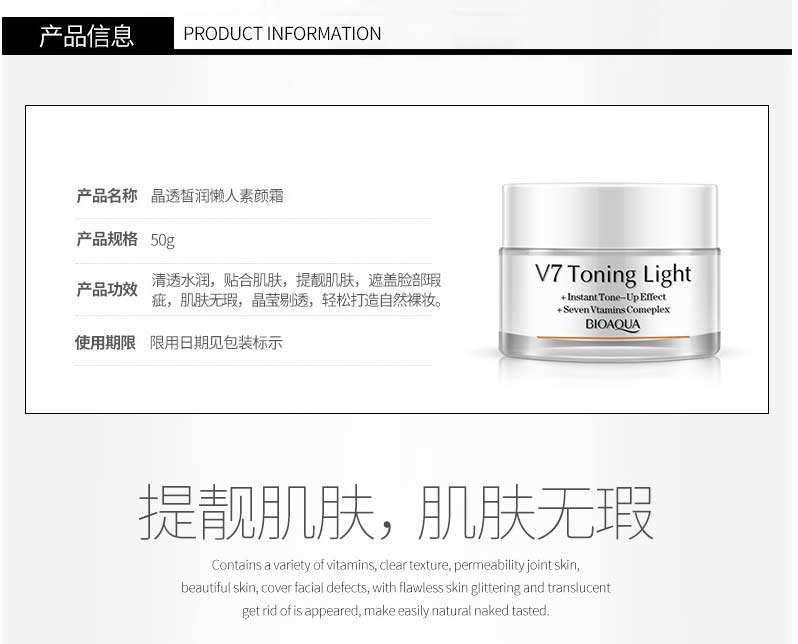 产品信息 PRODUCT INFORMATION
产品名称 晶透皙润懒人素颜霜
产品规格 50g
产品功效 清透水润，贴合肌肤，提靓肌肤，遮盖脸部瑕
疵，肌肤无瑕，晶莹剔透，轻松打造自然裸妆。
使用期限 限用日期见包装标示
V7 Toning Light
+ Instant Tone-Up Effect
+ Seven Vtamins Comeplex
BIOAQUA
提靓肌肤，肌肤无瑕
Contains a variety of vitamins, clear texture, permeability joint skin,
beautiful skin, cover facial defects, with flawless skin glittering and translucent
get rid of is appeared, make easily natural naked tasted.